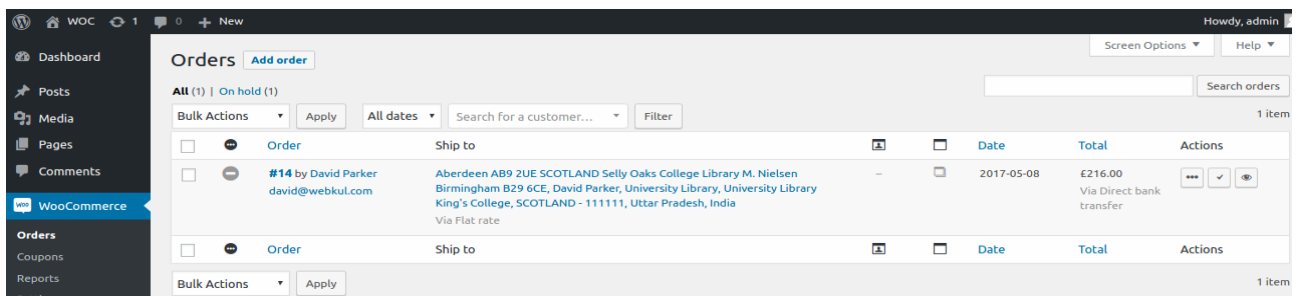 WOC 1 0 + New Howdy, admin
Dashboard
Posts
Media
Pages
Comments
WooCommerce
Orders
Coupons
Reports
Screen Options ▼ Help ▼
Orders Add order
All (1) | On hold (1)
Search orders
Bulk Actions Apply All dates Search for a customer... Filter 1 item
Order Ship to Date Total Actions
#14 by David Parker
david@webkul.com
Aberdeen AB9 2UE SCOTLAND Selly Oaks College Library M. Nielsen
Birmingham B29 6CE, David Parker, University Library, University Library
King's College, SCOTLAND - 111111, Uttar Pradesh, India
Via Flat rate
–
2017-05-08
£216.00
Via Direct bank
transfer
Order Ship to Date Total Actions
Bulk Actions Apply 1 item